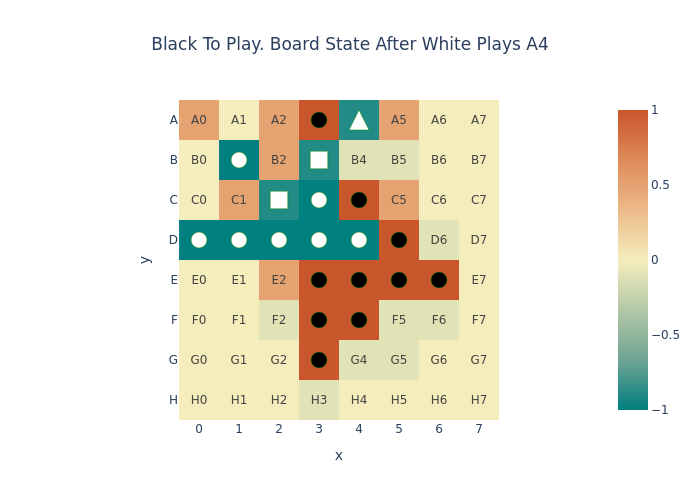 Black To Play. Board State After White Plays A4
A A0 A1 A2 A5 A6 A7
B B0 B2 B4 B5 B6 B7
C C0 C1 C5 C6 C7
D D6 D7
E E0 E1 E2 E7
F F0 F1 F2 F5 F6 F7
G G0 G1 G2 G4 G5 G6 G7
H H0 H1 H2 H3 H4 H5 H6 H7
0 1 2 3 4 5 6 7
x
y
1
0.5
0
−0.5
−1